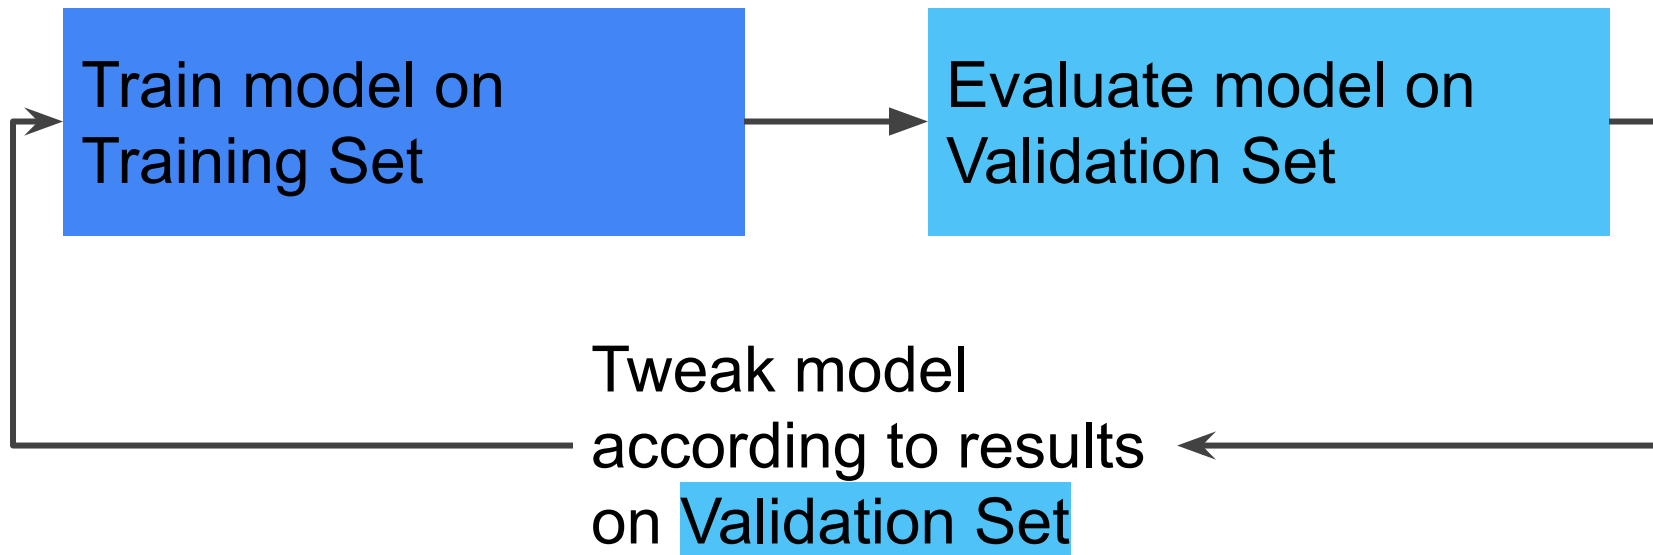 Train model on
Training Set
Evaluate model on
Validation Set
Tweak model
according to results
on Validation Set